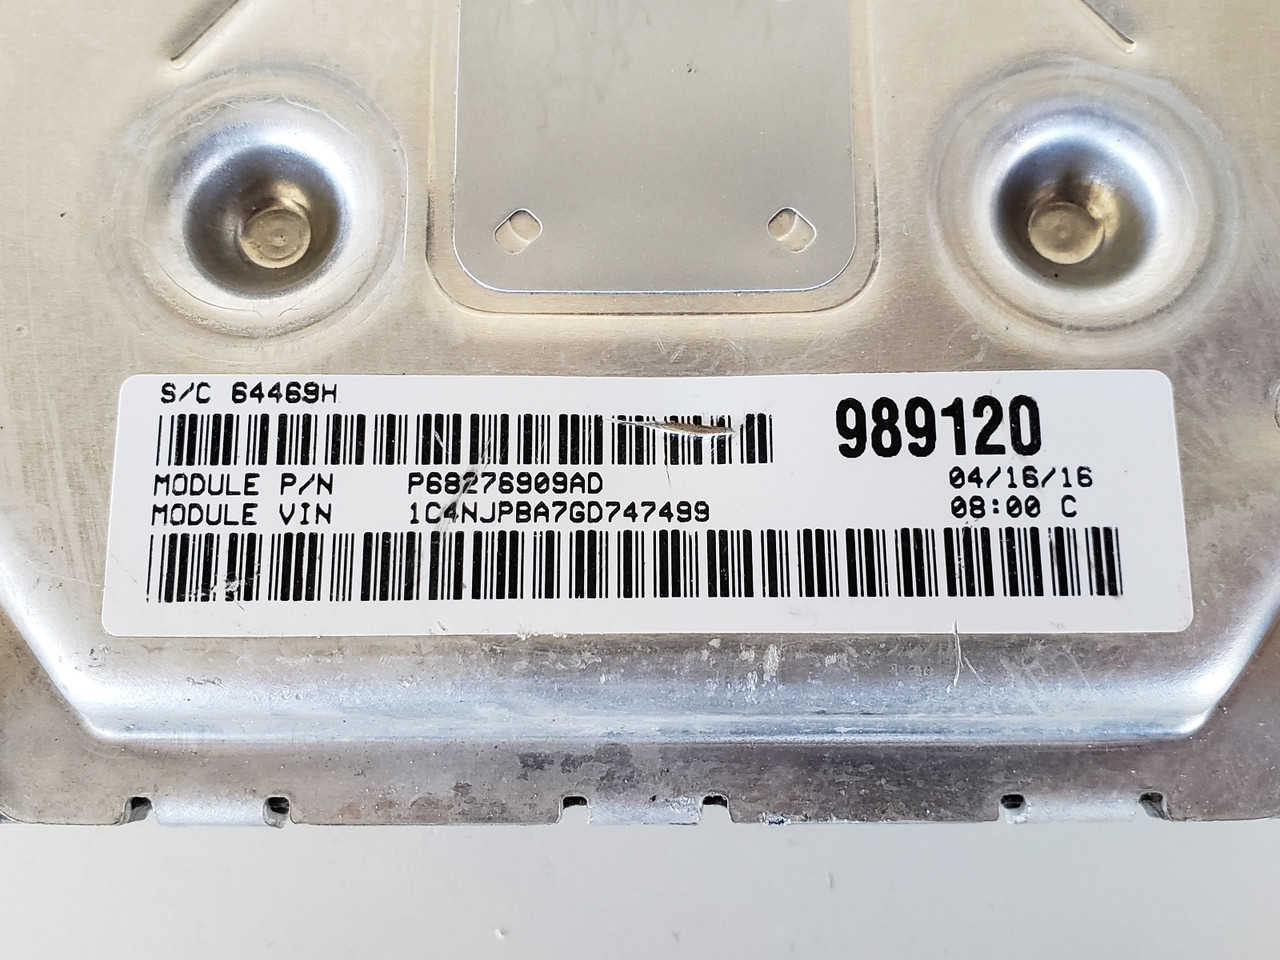 S/C 64469H
989120
MODULE P/N P68276909AD 04/16/16
MODULE VIN 1C4NJPBA7GD747499 08:00 C